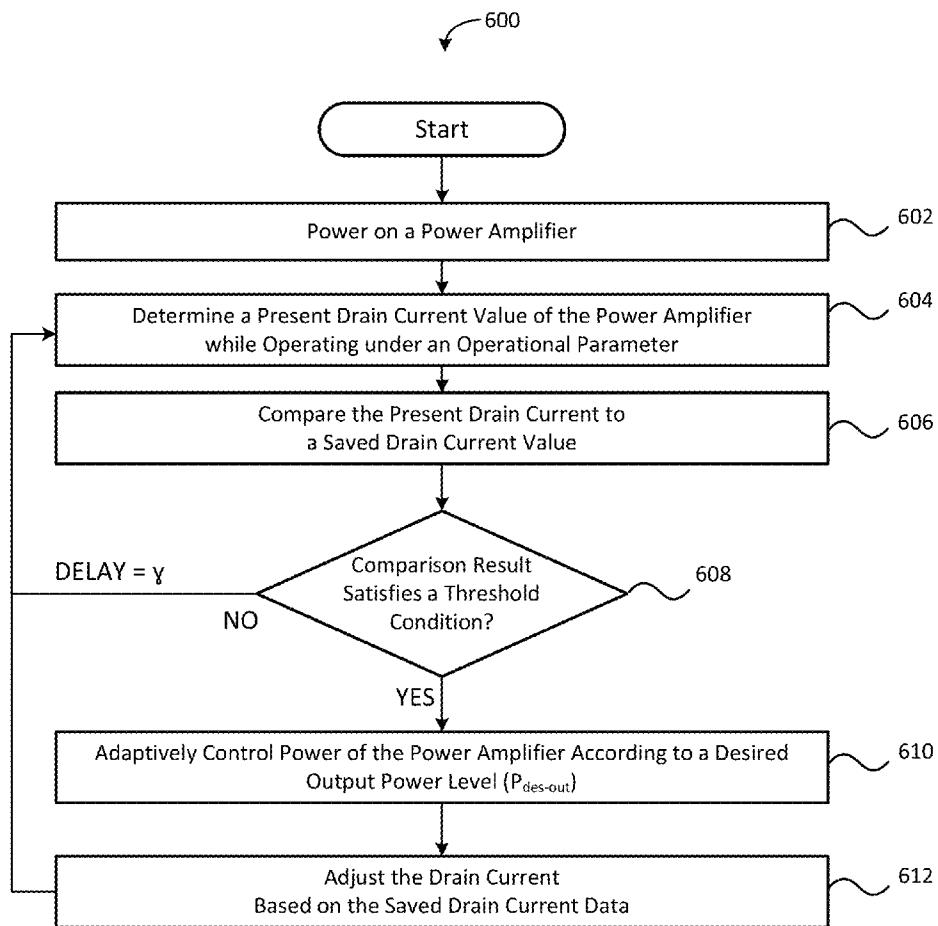 600
Start
Power on a Power Amplifier
602
Determine a Present Drain Current Value of the Power Amplifier
while Operating under an Operational Parameter
604
Compare the Present Drain Current to
a Saved Drain Current Value
606
Comparison Result
Satisfies a Threshold
Condition?
608
DELAY = ɣ
NO
YES
Adaptively Control Power of the Power Amplifier According to a Desired
Output Power Level (Pdes-out)
610
Adjust the Drain Current
Based on the Saved Drain Current Data
612